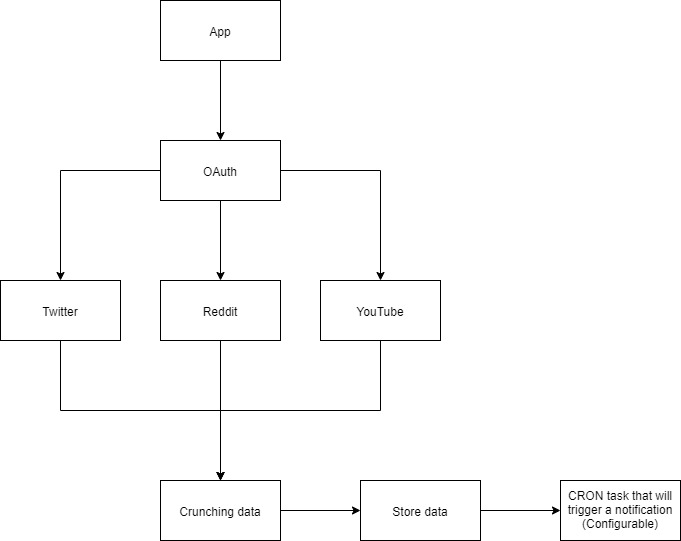 App
OAuth
Twitter
Reddit
YouTube
Crunching data
Store data
CRON task that will
trigger a notification
(Configurable)